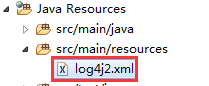 Java Resources
src/main/java
src/main/resources
log4j2.xml